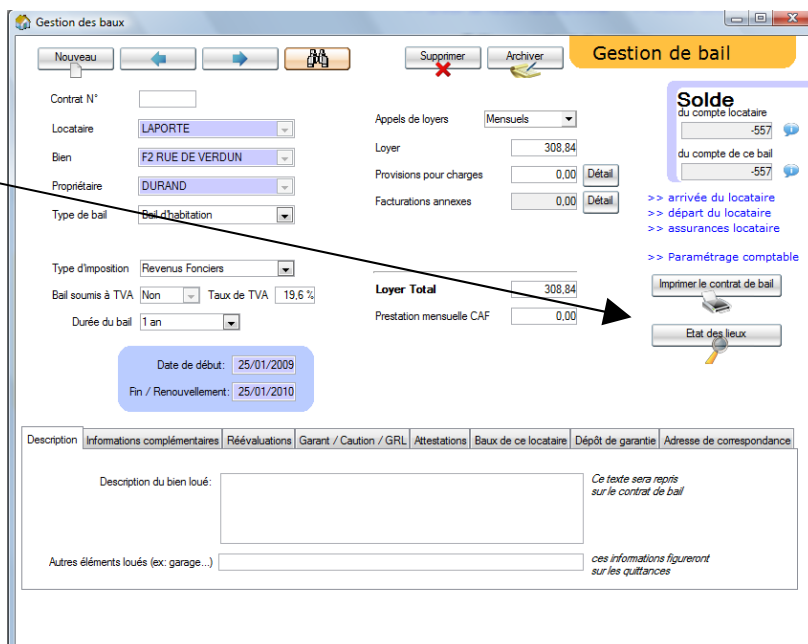 Gestion des baux
Nouveau
Supprimer
Archiver
Gestion de bail
Contrat N°
Locataire LAPORTE
Bien F2 RUE DE VERDUN
Propriétaire DURAND
Type de bail Bail d'habitation
Appels de loyers Mensuels
Loyer 308,84
Provisions pour charges 0,00 Détail
Facturations annexes 0,00 Détail
Solde
du compte locataire
-557
du compte de ce bail
-557
>> arrivée du locataire
>> départ du locataire
>> assurances locataire
>> Paramétrage comptable
Type d'imposition Revenus Fonciers
Bail soumis à TVA Non Taux de TVA 19,6 %
Durée du bail 1 an
Loyer Total 308,84
Prestation mensuelle CAF 0,00
Imprimer le contrat de bail
Etat des lieux
Date de début: 25/01/2009
Fin / Renouvellement: 25/01/2010
Description Informations complémentaires Réévaluations Garant / Caution / GRL Attestations Baux de ce locataire Dépôt de garantie Adresse de correspondance
Description du bien loué:
Ce texte sera repris
sur le contrat de bail
Autres éléments loués (ex: garage...)
ces informations figureront
sur les quittances